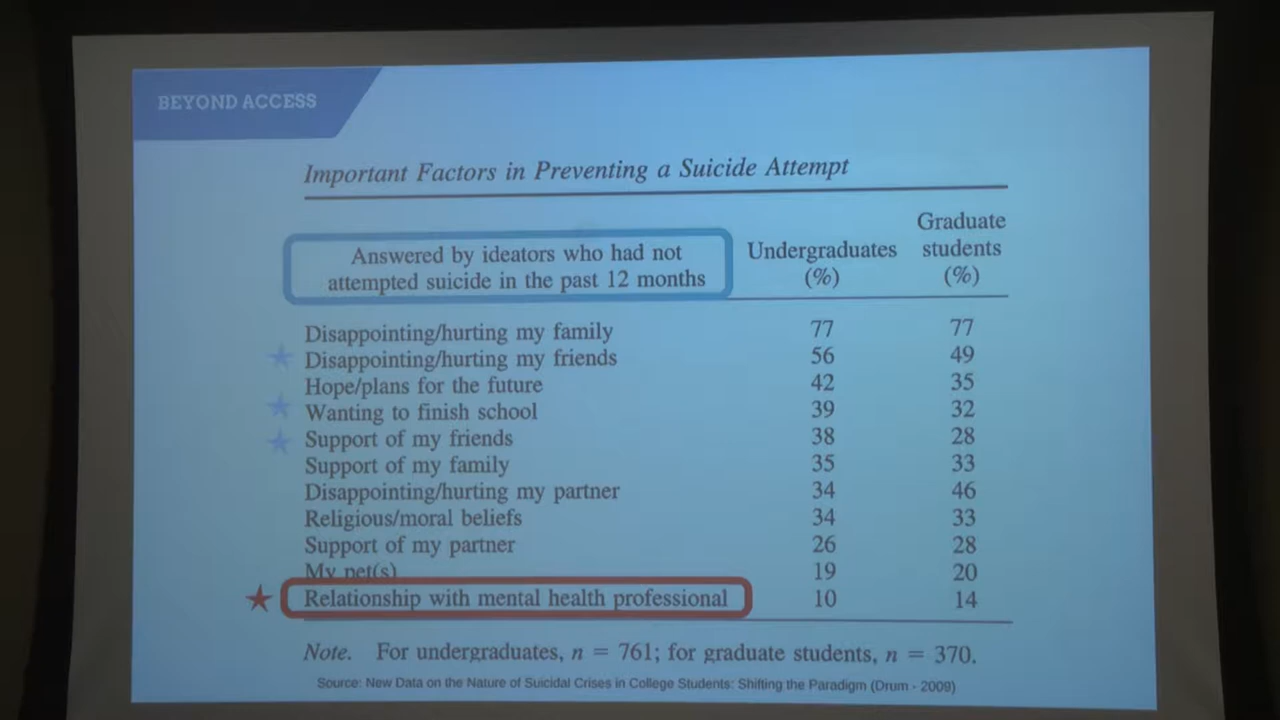 BEYOND ACCESS
Important Factors in Preventing a Suicide Attempt
Answered by ideators who had not attempted suicide in the past 12 months Undergraduates (%) Graduate students (%)
Disappointing/hurting my family 77 77
Disappointing/hurting my friends 56 49
Hope/plans for the future 42 35
Wanting to finish school 39 32
Support of my friends 38 28
Support of my family 35 33
Disappointing/hurting my partner 34 46
Religious/moral beliefs 34 33
Support of my partner 26 28
My pet(s) 19 20
Relationship with mental health professional 10 14
Note. For undergraduates, n = 761; for graduate students, n = 370.
Source: New Data on the Nature of Suicidal Crises in College Students: Shifting the Paradigm (Drum - 2009)